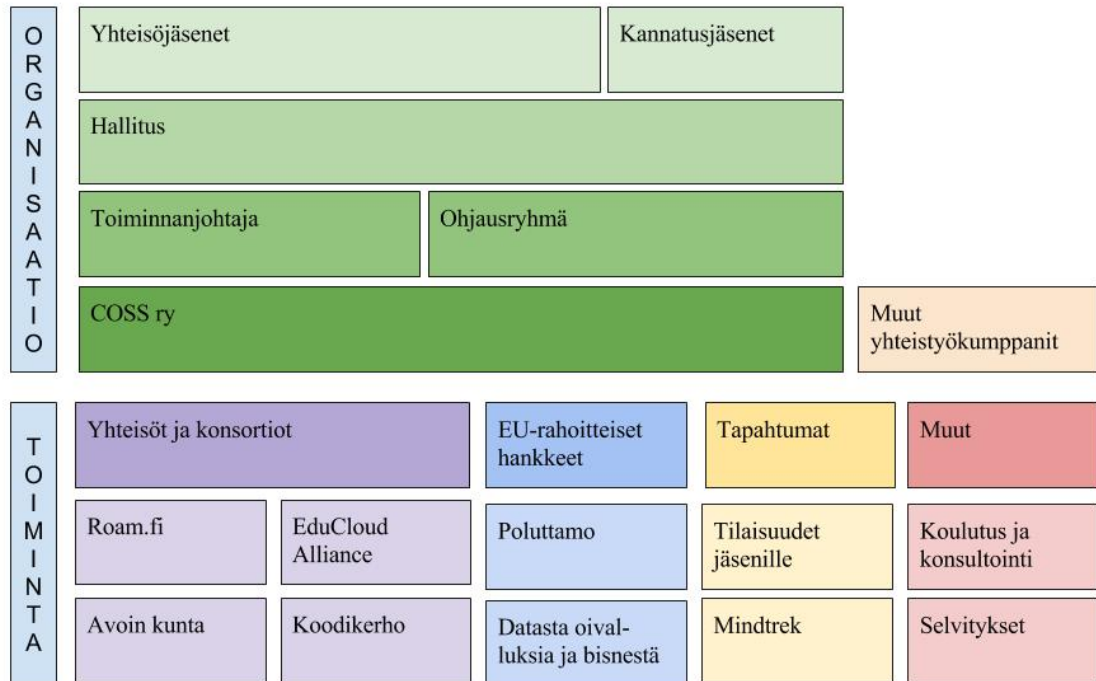 ORGANISAATIO
Yhteisöjäsenet
Kannatusjäsenet
Hallitus
Toiminnanjohtaja
Ohjausryhmä
COSS ry
Muut
yhteistyökumppanit
TOIMINTA
Yhteisöt ja konsortiot
EU-rahoitteiset
hankkeet
Tapahtumat
Muut
Roam.fi
EduCloud
Alliance
Poluttamo
Tilaisuudet
jäsenille
Koulutus ja
konsultointi
Avoin kunta
Koodikerho
Datasta oival-
luksia ja bisnestä
Mindtrek
Selvitykset